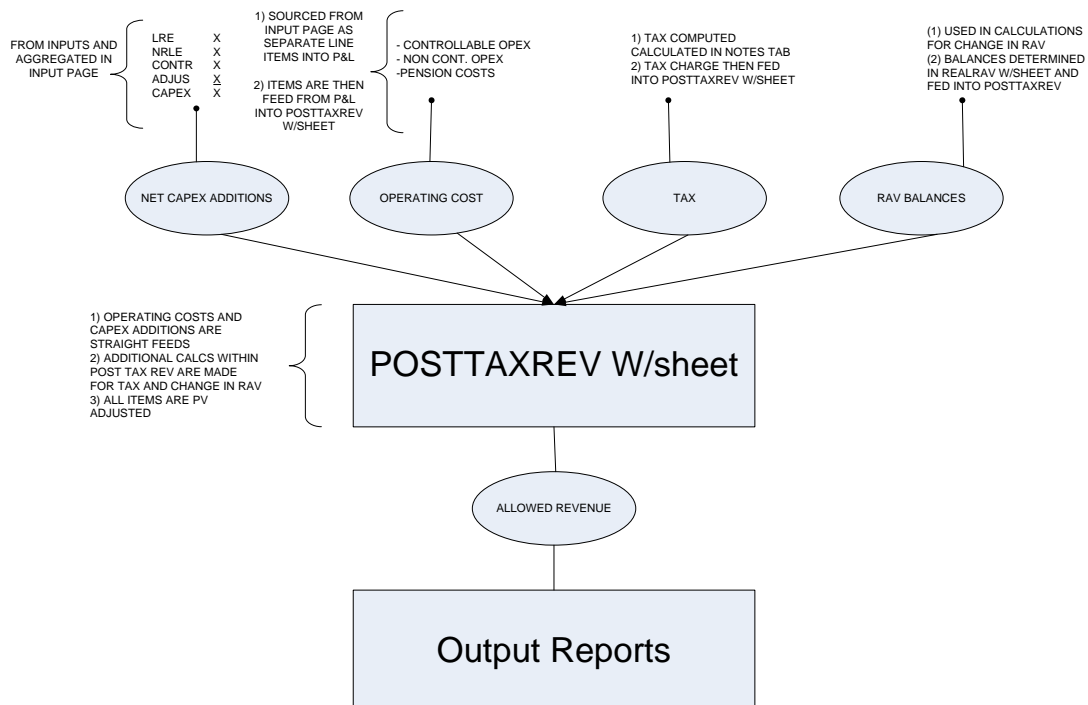 FROM INPUTS AND
AGGREGATED IN
INPUT PAGE
LRE X
NRLE X
CONTR X
ADJUS X
CAPEX X
1) SOURCED FROM
INPUT PAGE AS
SEPARATE LINE
ITEMS INTO P&L
2) ITEMS ARE THEN
FEED FROM P&L
INTO POSTTAXREV
W/SHEET
- CONTROLLABLE OPEX
- NON CONT. OPEX
-PENSION COSTS
1) TAX COMPUTED
CALCULATED IN NOTES TAB
2) TAX CHARGE THEN FED
INTO POSTTAXREV W/SHEET
(1) USED IN CALCULATIONS
FOR CHANGE IN RAV
(2) BALANCES DETERMINED
IN REALRAV W/SHEET AND
FED INTO POSTTAXREV
NET CAPEX ADDITIONS
OPERATING COST
TAX
RAV BALANCES
1) OPERATING COSTS AND
CAPEX ADDITIONS ARE
STRAIGHT FEEDS
2) ADDITIONAL CALCS WITHIN
POST TAX REV ARE MADE
FOR TAX AND CHANGE IN RAV
3) ALL ITEMS ARE PV
ADJUSTED
POSTTAXREV W/sheet
ALLOWED REVENUE
Output Reports